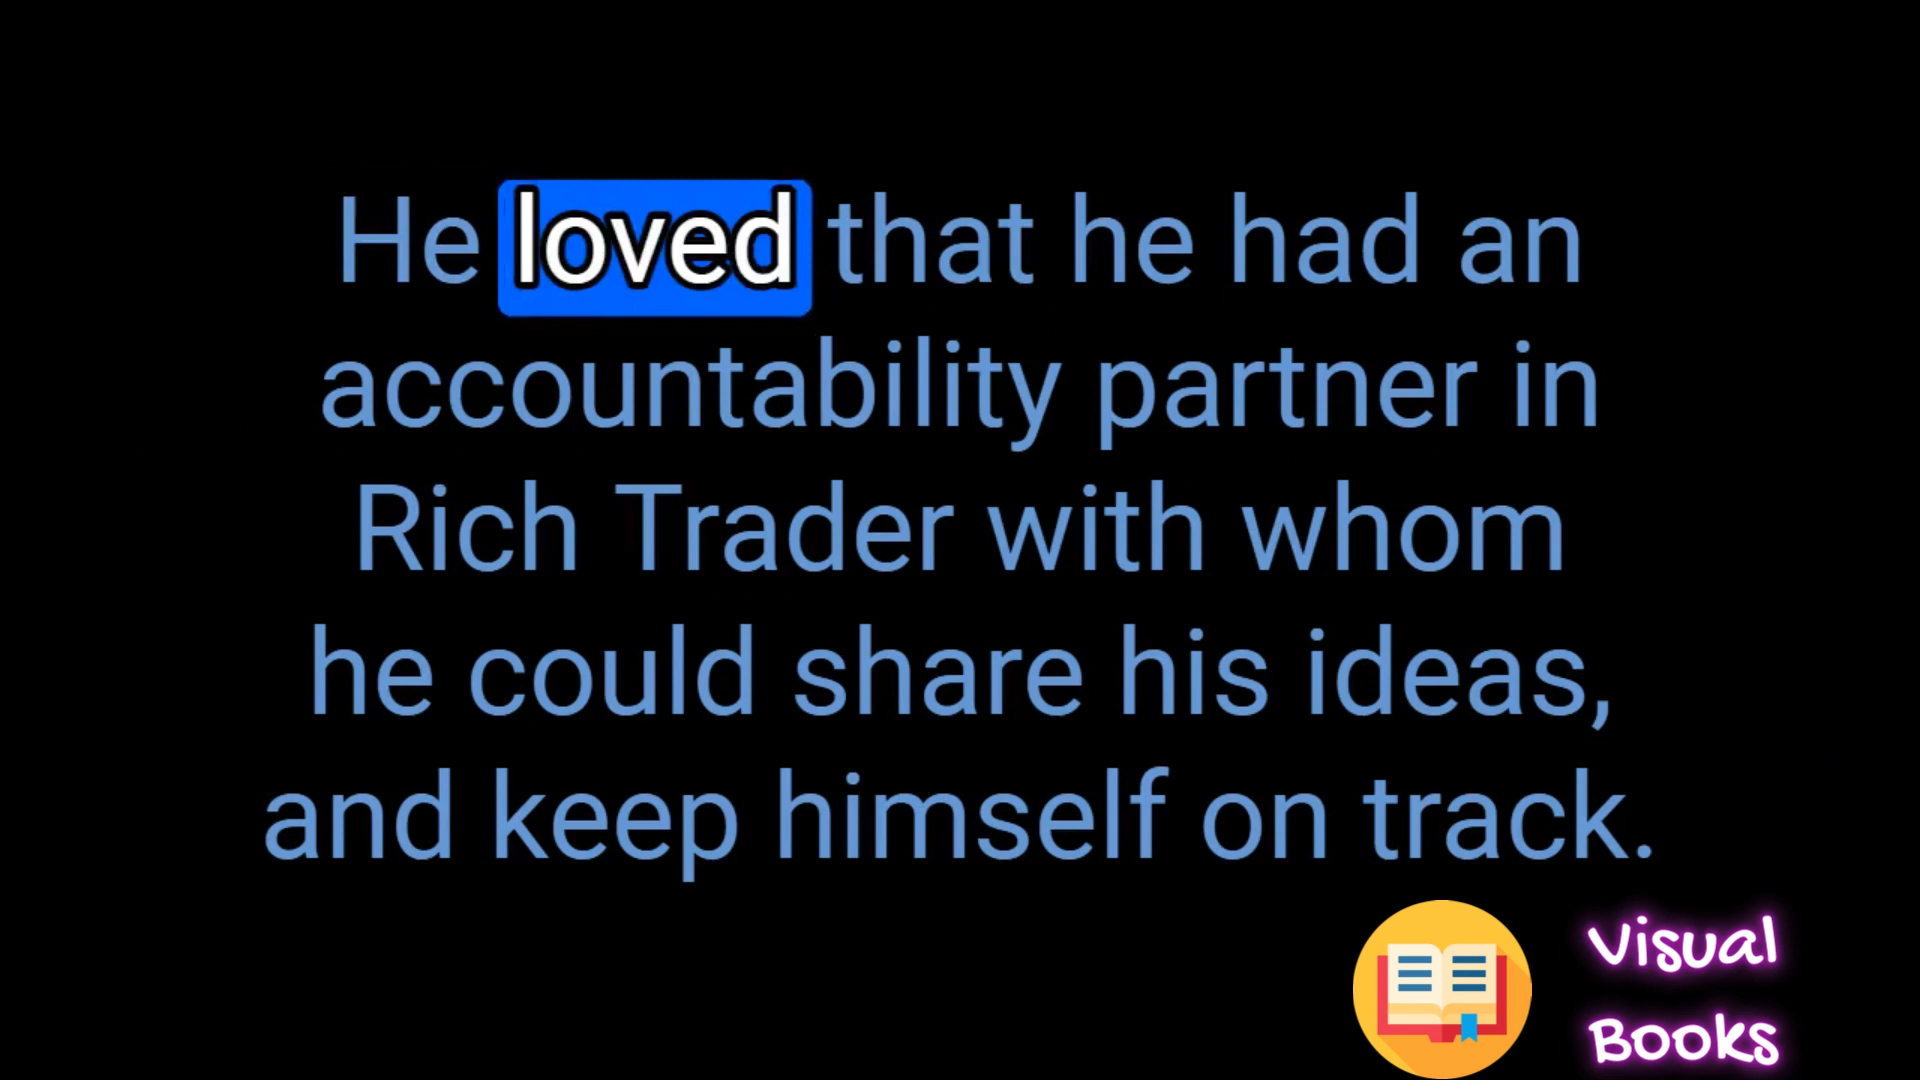 He loved that he had an
accountability partner in
Rich Trader with whom
he could share his ideas,
and keep himself on track.
Visual
Books